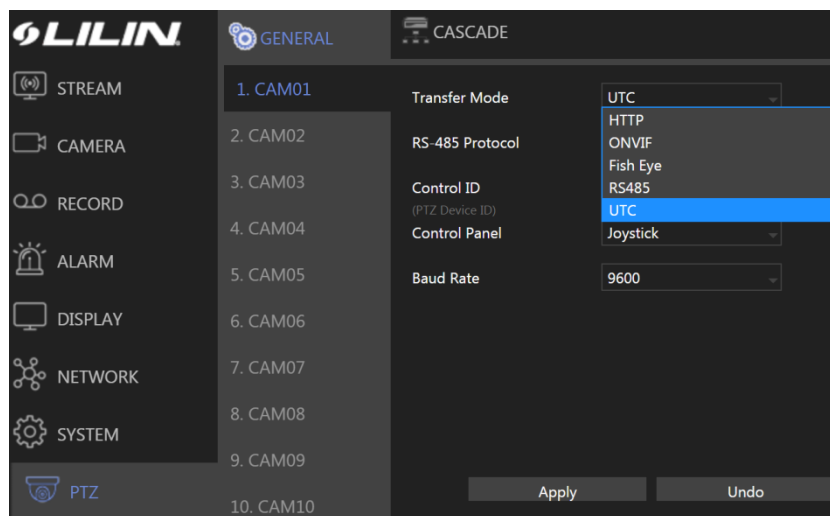 LILIN
STREAM
CAMERA
RECORD
ALARM
DISPLAY
NETWORK
SYSTEM
PTZ
GENERAL
1. CAM01
2. CAM02
3. CAM03
4. CAM04
5. CAM05
6. CAM06
7. CAM07
8. CAM08
9. CAM09
10. CAM10
CASCADE
Transfer Mode UTC
HTTP
RS-485 Protocol ONVIF
Fish Eye
Control ID RS485
(PTZ Device ID) UTC
Control Panel Joystick
Baud Rate 9600
Apply Undo